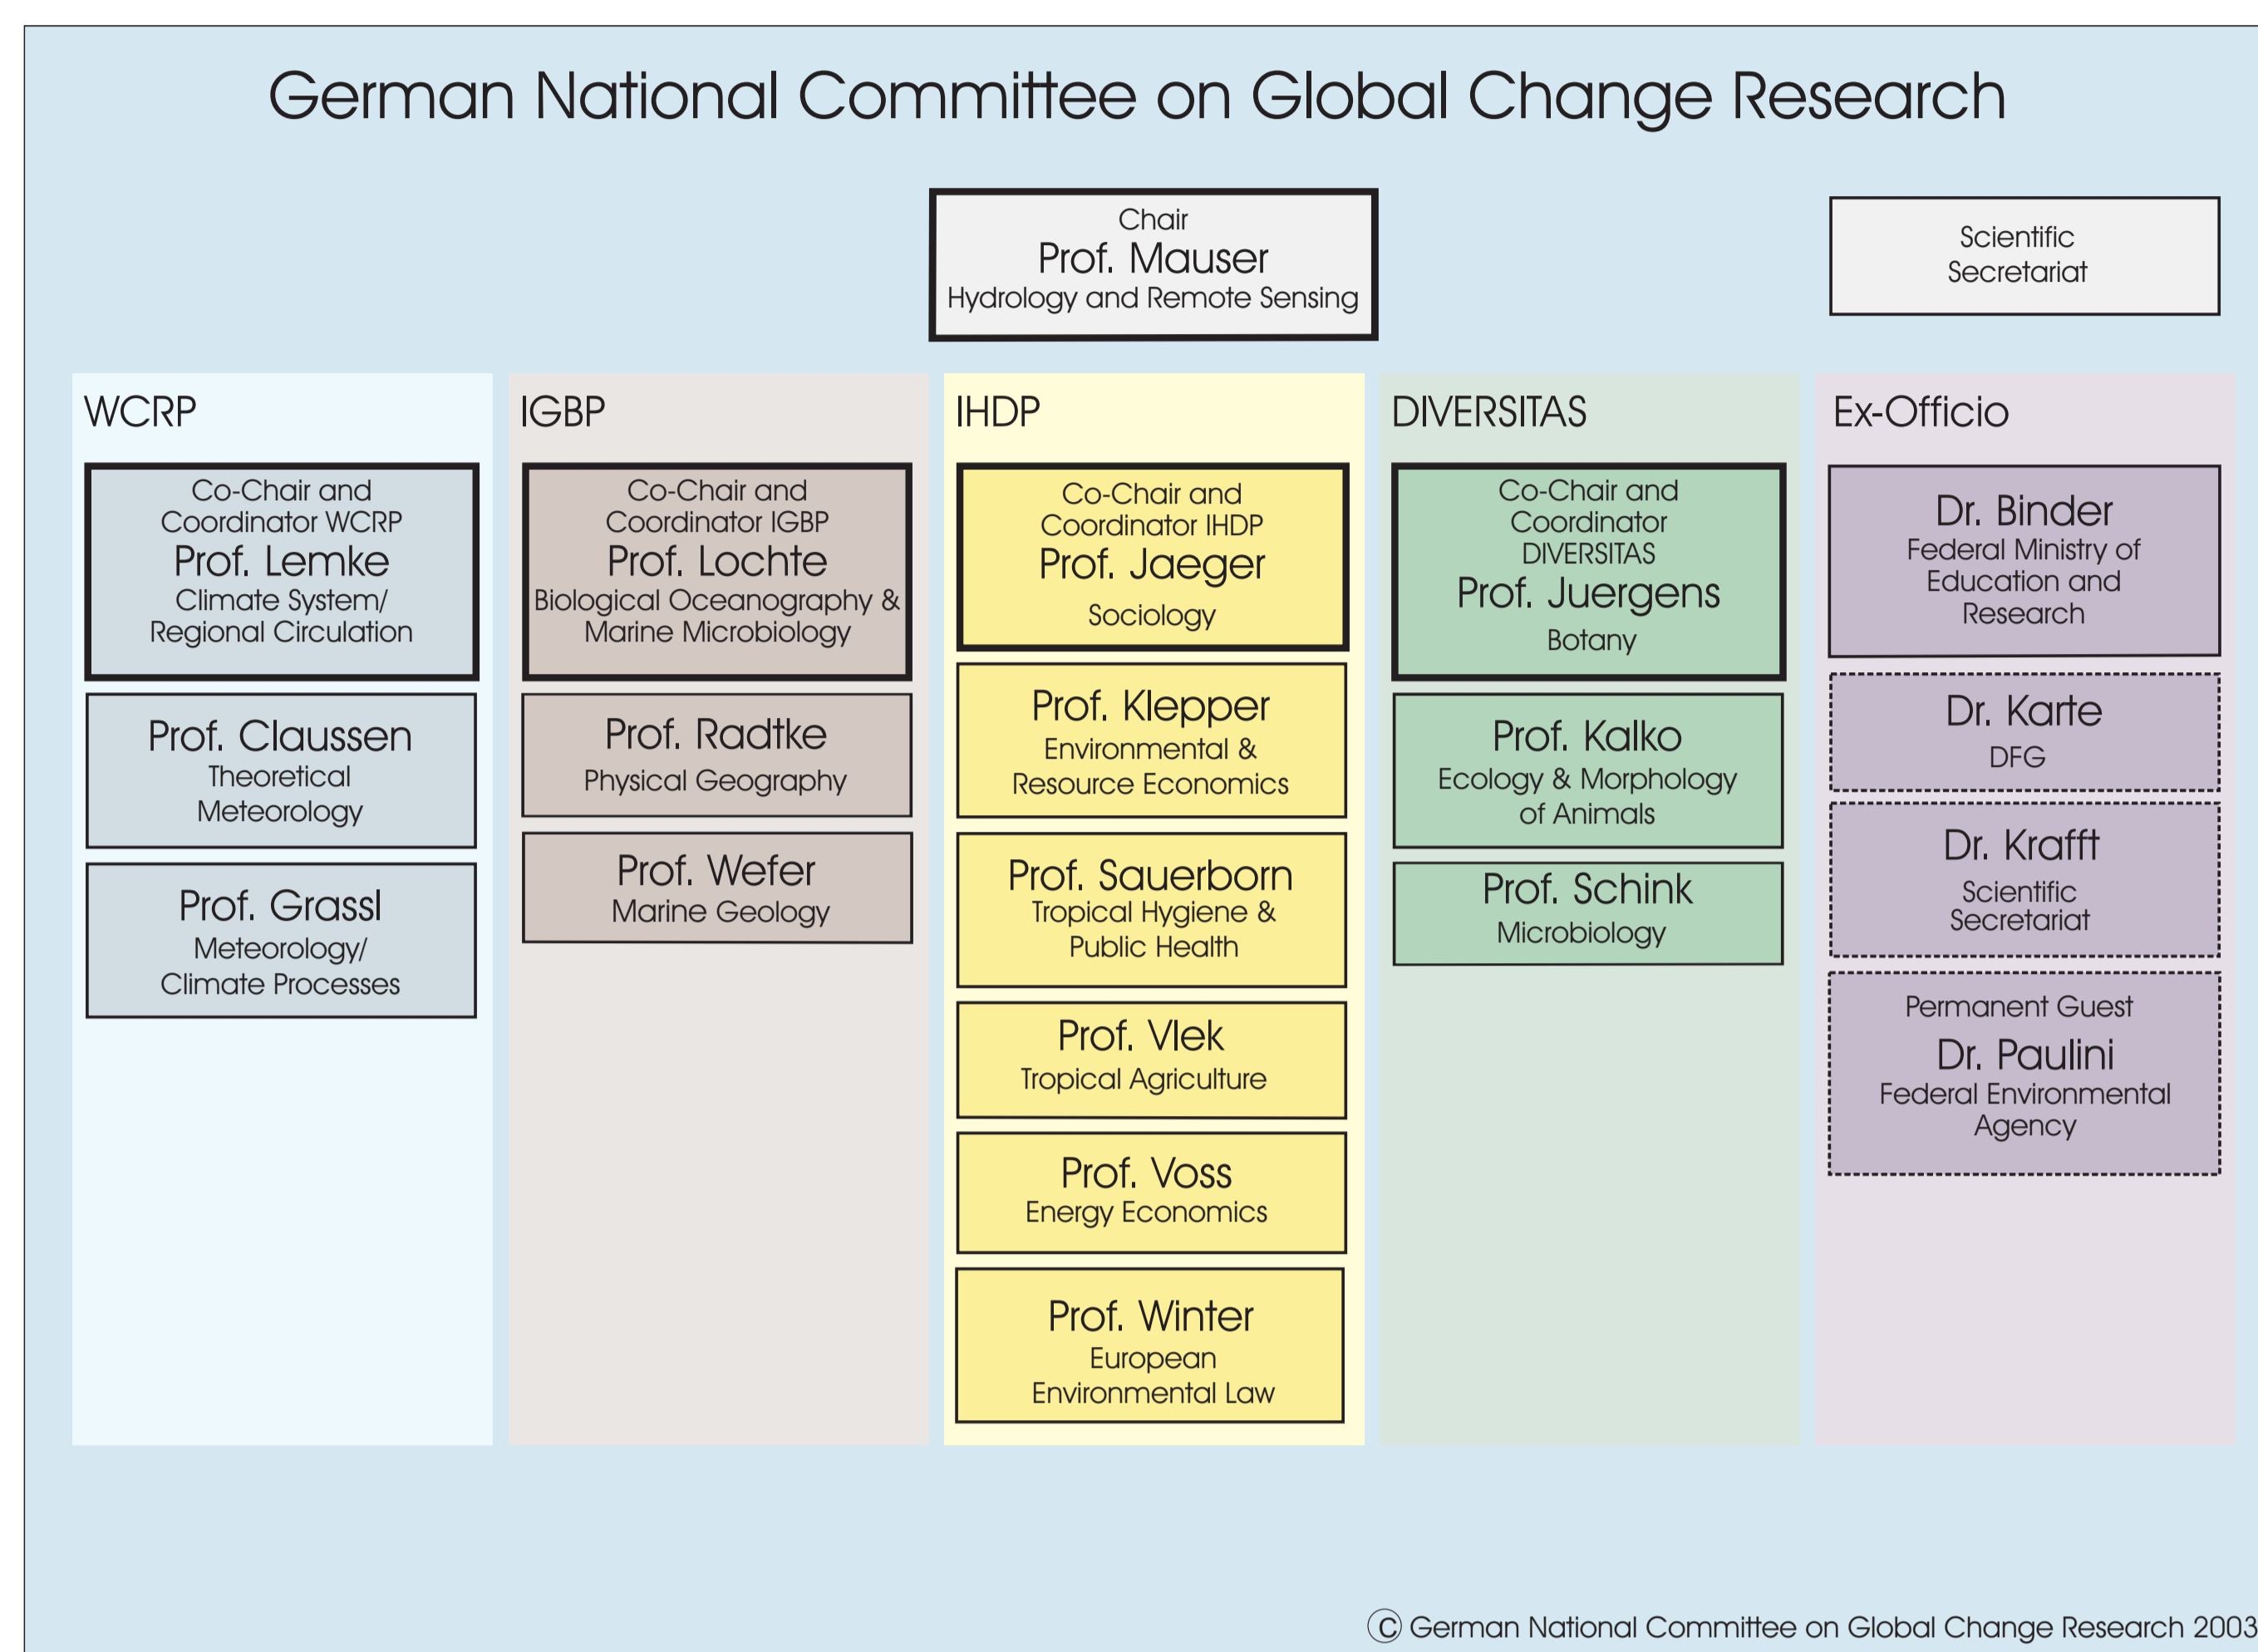 German National Committee on Global Change Research
Chair
Prof. Mauser
Hydrology and Remote Sensing
Scientific
Secretariat
WCRP
Co-Chair and
Coordinator WCRP
Prof. Lemke
Climate System/
Regional Circulation
Prof. Claussen
Theoretical
Meteorology
Prof. Grassl
Meteorology/
Climate Processes
IGBP
Co-Chair and
Coordinator IGBP
Prof. Lochte
Biological Oceanography &
Marine Microbiology
Prof. Radtke
Physical Geography
Prof. Wefer
Marine Geology
IHDP
Co-Chair and
Coordinator IHDP
Prof. Jaeger
Sociology
Prof. Klepper
Environmental &
Resource Economics
Prof. Sauerborn
Tropical Hygiene &
Public Health
Prof. Vlek
Tropical Agriculture
Prof. Voss
Energy Economics
Prof. Winter
European
Environmental Law
DIVERSITAS
Co-Chair and
Coordinator
DIVERSITAS
Prof. Juergens
Botany
Prof. Kalko
Ecology & Morphology
of Animals
Prof. Schink
Microbiology
Ex-Officio
Dr. Binder
Federal Ministry of
Education and
Research
Dr. Karte
DFG
Dr. Krafft
Scientific
Secretariat
Permanent Guest
Dr. Paulini
Federal Environmental
Agency
© German National Committee on Global Change Research 2003